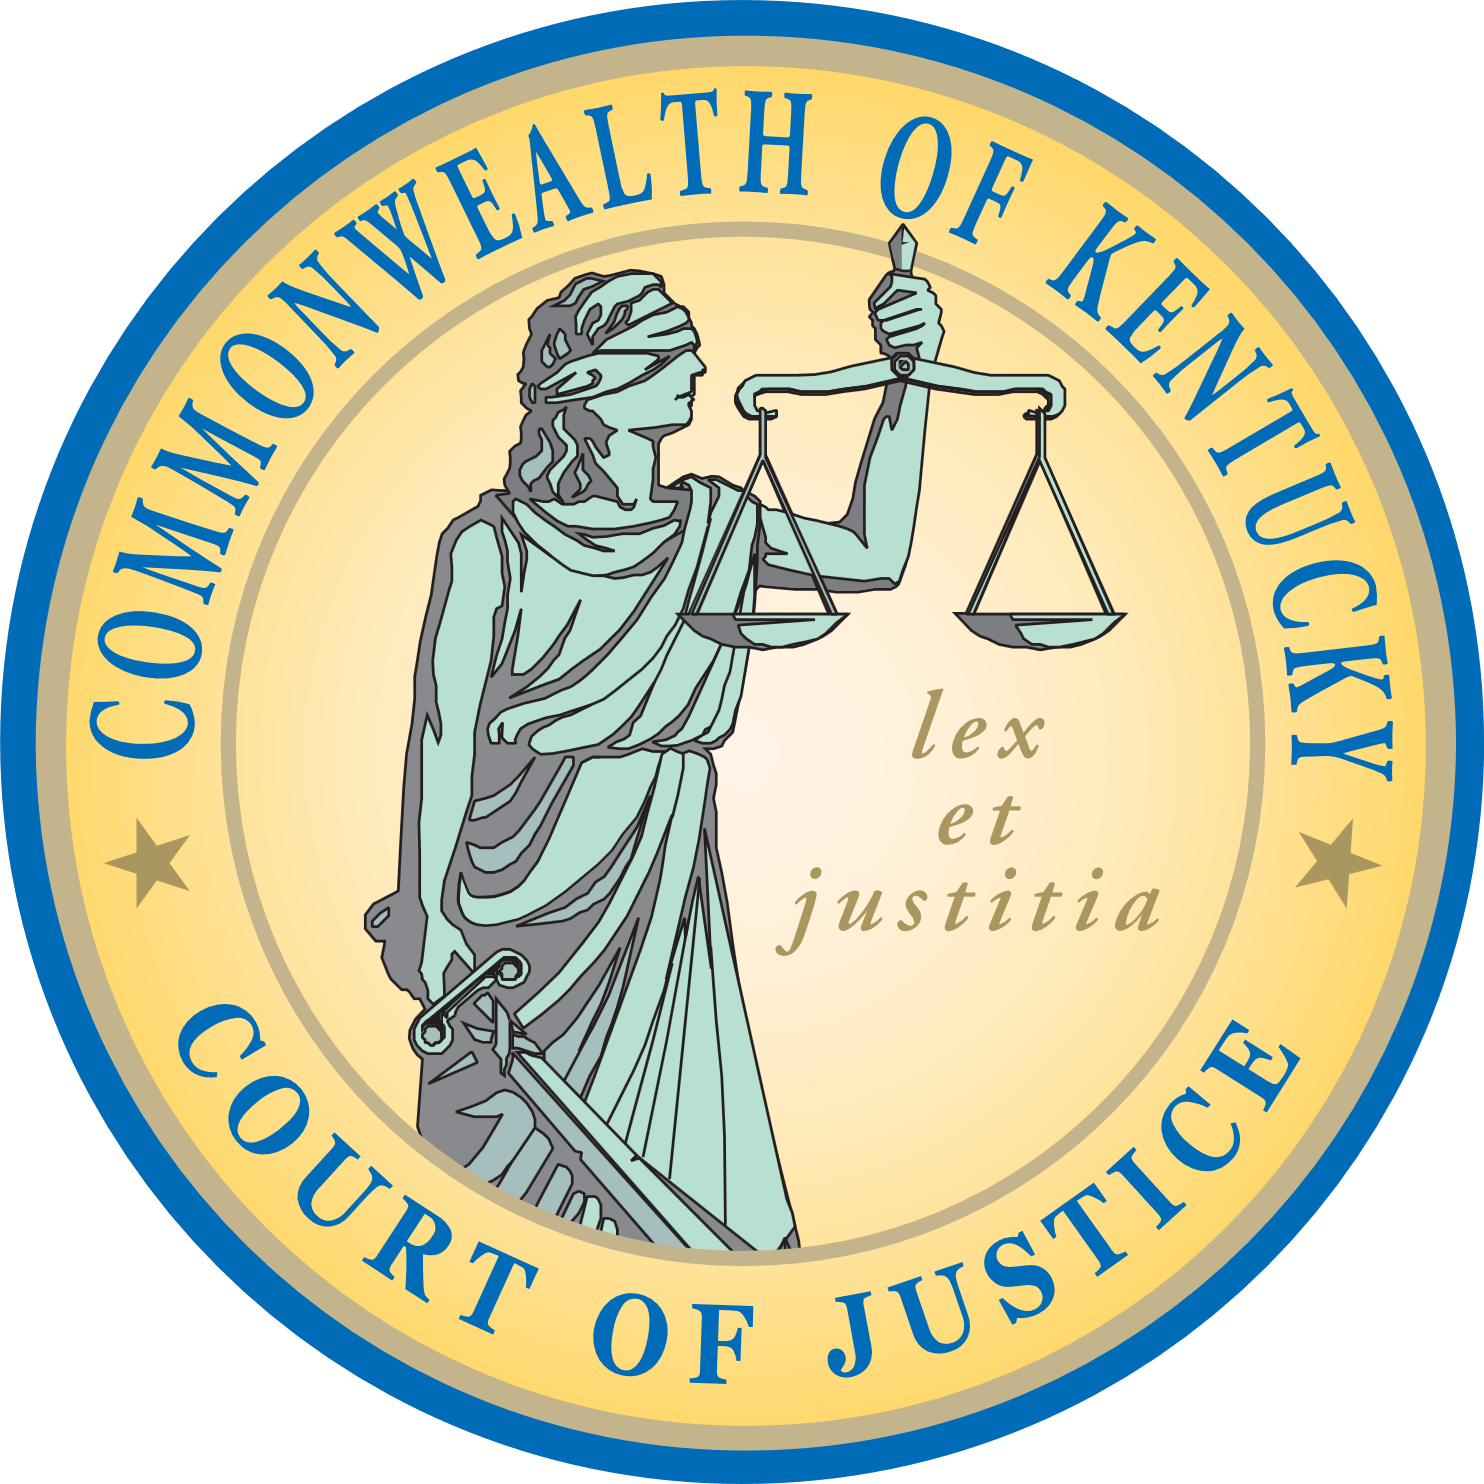 COMMONWEALTH OF KENTUCKY
lex
et
justitia
COURT OF JUSTICE